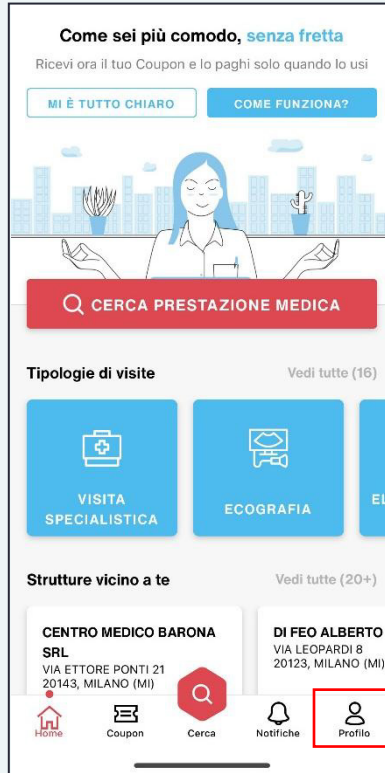 Come sei più comodo, senza fretta
Ricevi ora il tuo Coupon e lo paghi solo quando lo usi
MI È TUTTO CHIARO
COME FUNZIONA?
CERCA PRESTAZIONE MEDICA
Tipologie di visite
Vedi tutte (16)
VISITA
SPECIALISTICA
ECOGRAFIA
Strutture vicino a te
Vedi tutte (20+)
CENTRO MEDICO BARONA
SRL
VIA ETTORE PONTI 21
20143, MILANO (MI)
DI FEO ALBERTO
VIA LEOPARDI 8
20123, MILANO (MI)
Home
Coupon
Cerca
Notifiche
Profilo